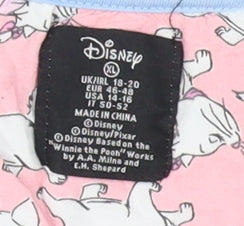 Disney
XL
UK/IRL 18-20
EUR 46-48
USA 14-16
IT 50-52
MADE IN CHINA
©Disney
©Disney/Pixar
©Disney Based on the
"Winnie the Pooh" Works
by A.A. Milne and
E.H. Shepard